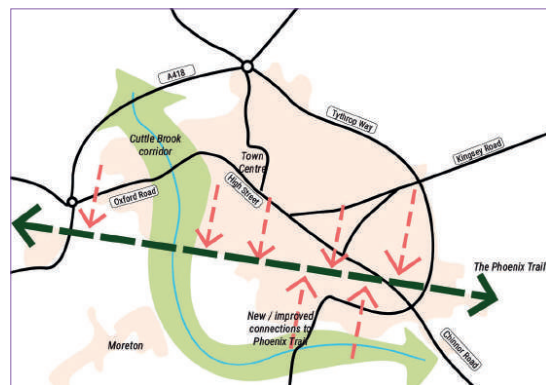 A418
Tythrop Way
Cuttle Brook
corridor
Town
Centre
Kingsey Road
Oxford Road
High Street
The Phoenix Trail
New / improved
connections to
Phoenix Trail
Moreton
Chinnor Road